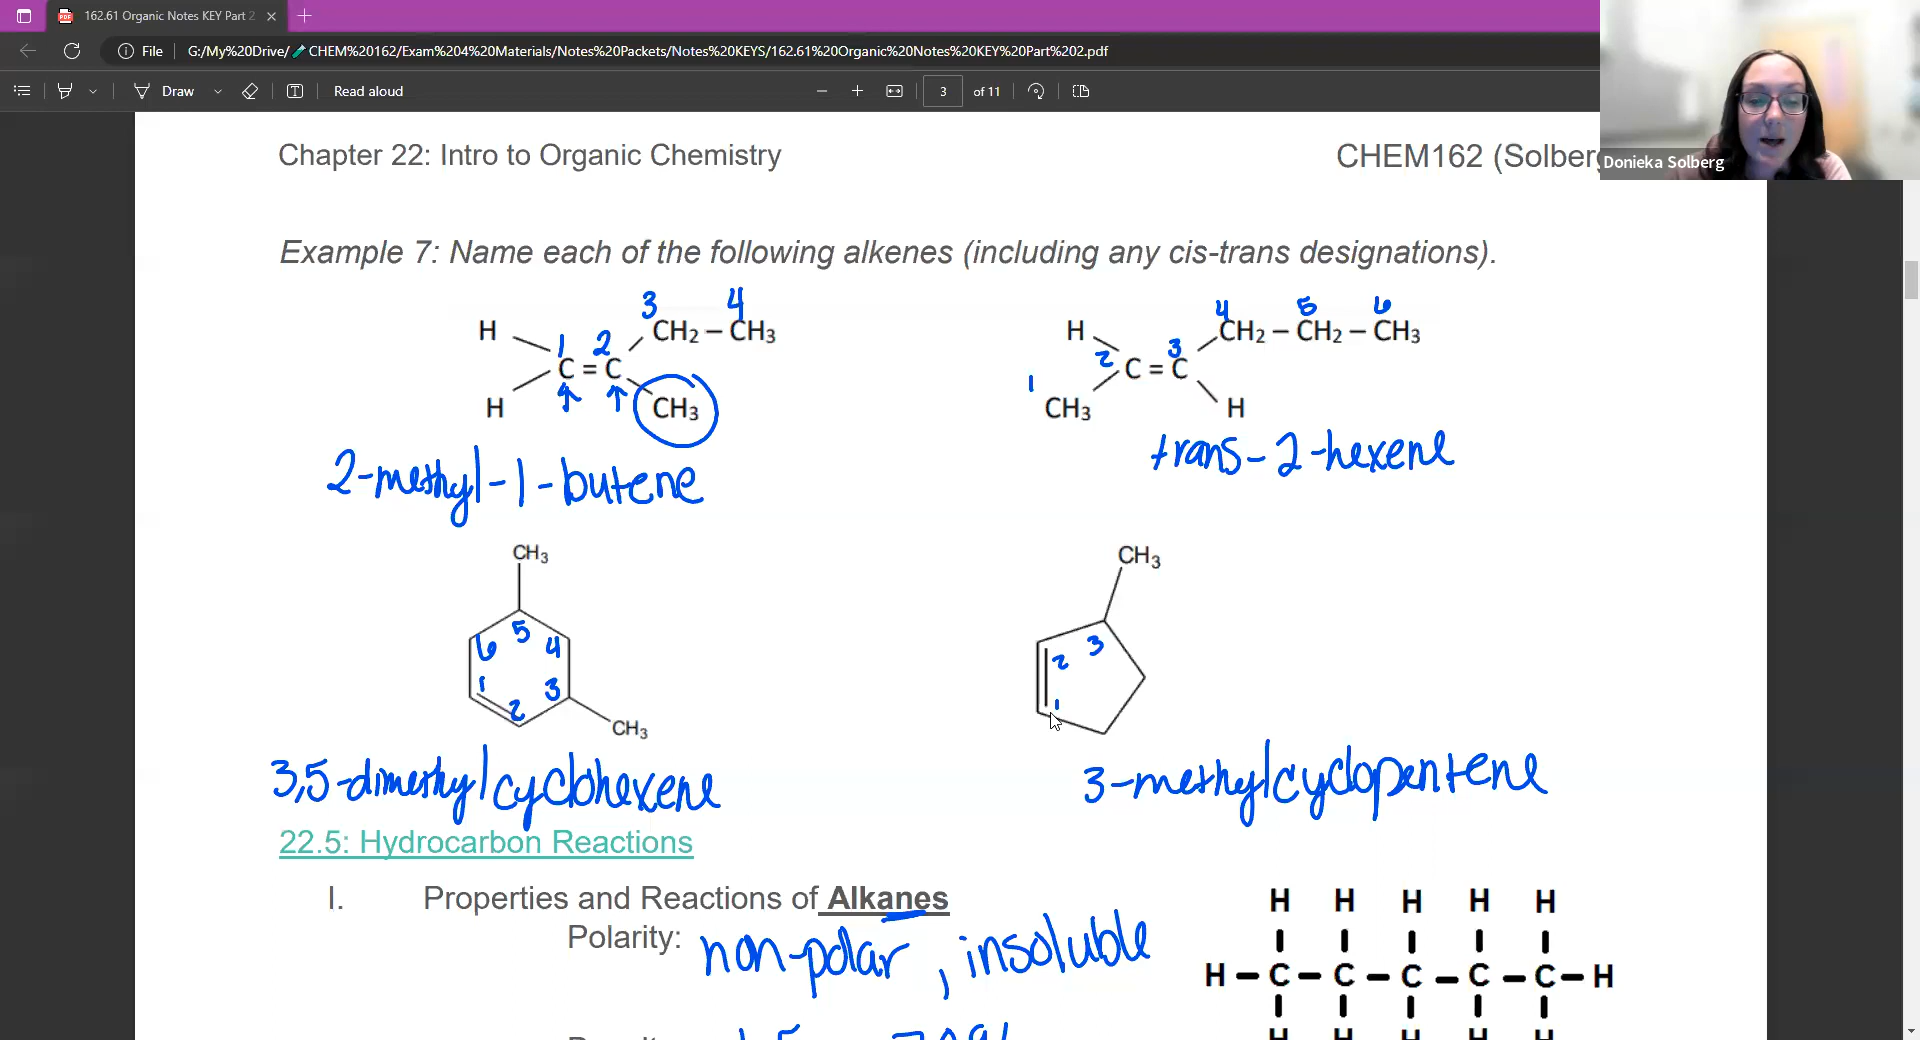 162.61 Organic Notes KEY Part 2
File G:/My%20Drive/🧪CHEM%20162/Exam%204%20Materials/Notes%20Packets/Notes%20KEYS/162.61%20Organic%20Notes%20KEY%20Part%202.pdf
Draw Read aloud 3 of 11
Donieka Solberg
Chapter 22: Intro to Organic Chemistry CHEM162 (Solberg
Example 7: Name each of the following alkenes (including any cis-trans designations).
3 4 4 5 6
H CH2 – CH3 H CH2 – CH2 – CH3
1 2 2 3
C = C C = C
1
H CH3 CH3 H
2-methyl-1-butene trans-2-hexene
CH3 CH3
5 3
6 4 2
1 3 1
2
CH3
3,5-dimethylcyclohexene 3-methylcyclopentene
22.5: Hydrocarbon Reactions
I. Properties and Reactions of Alkanes
Polarity: non-polar, insoluble
H H H H H
H – C – C – C – C – C – H
H H H H H